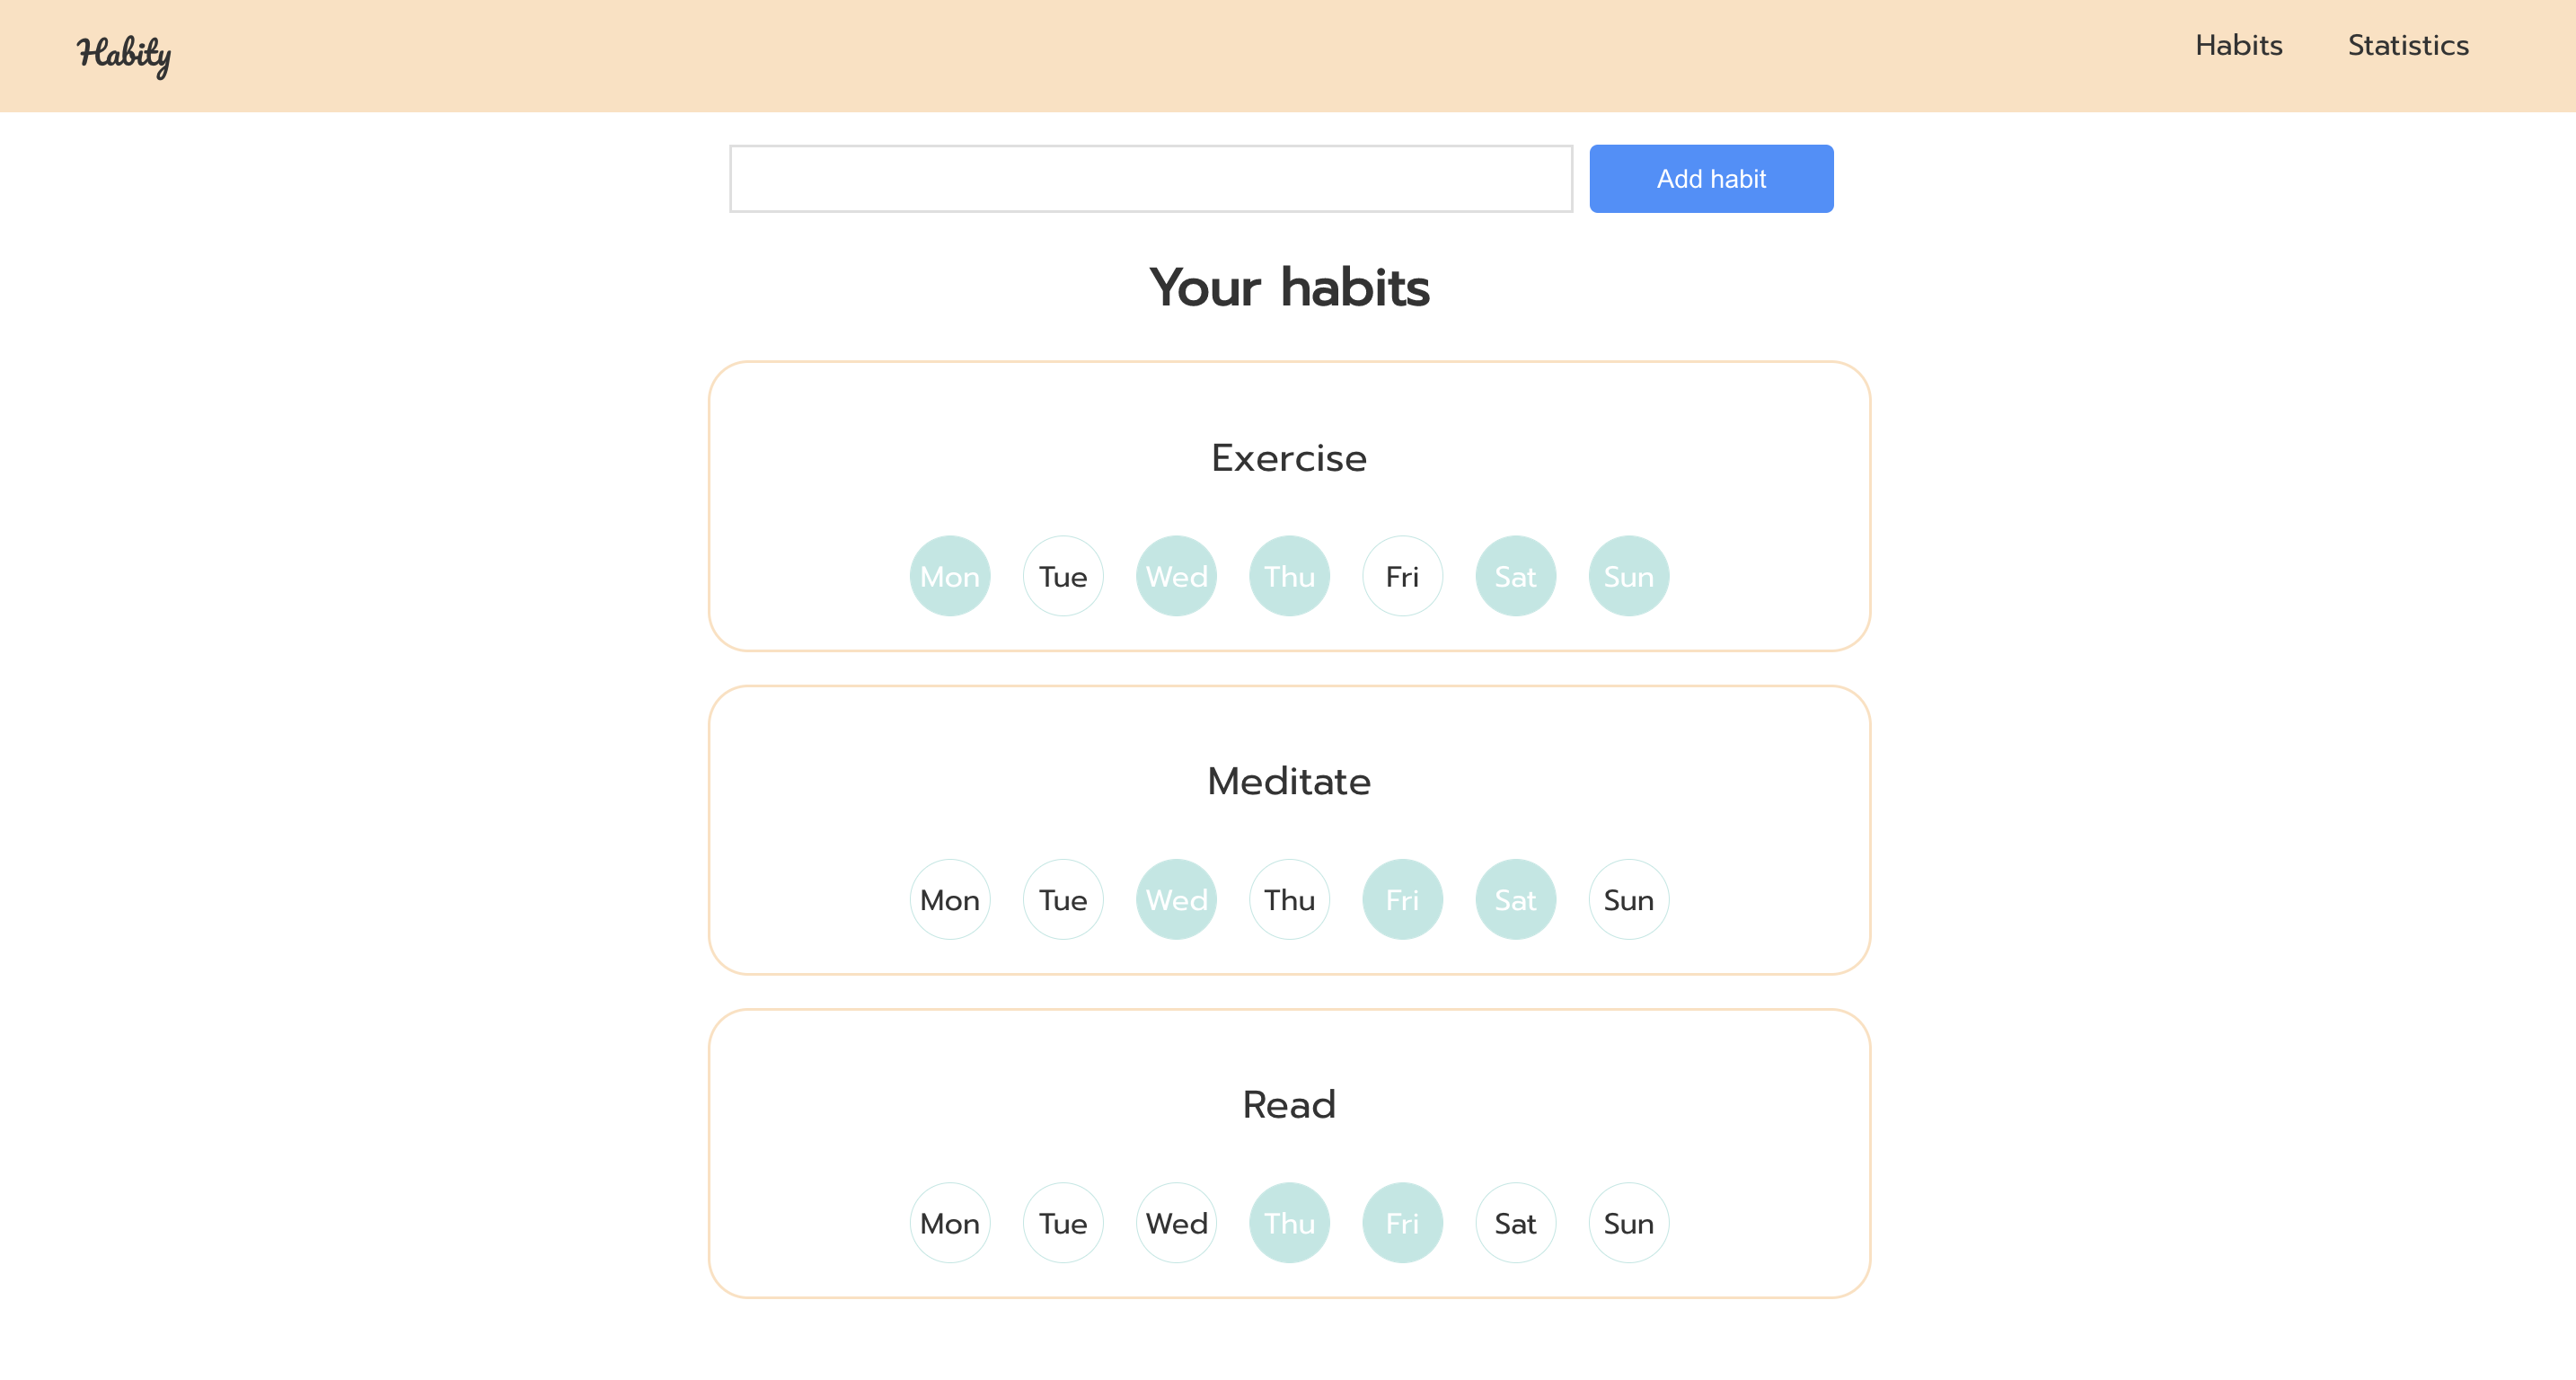 Habity Habits Statistics
Add habit
Your habits
Exercise
Mon Tue Wed Thu Fri Sat Sun
Meditate
Mon Tue Wed Thu Fri Sat Sun
Read
Mon Tue Wed Thu Fri Sat Sun